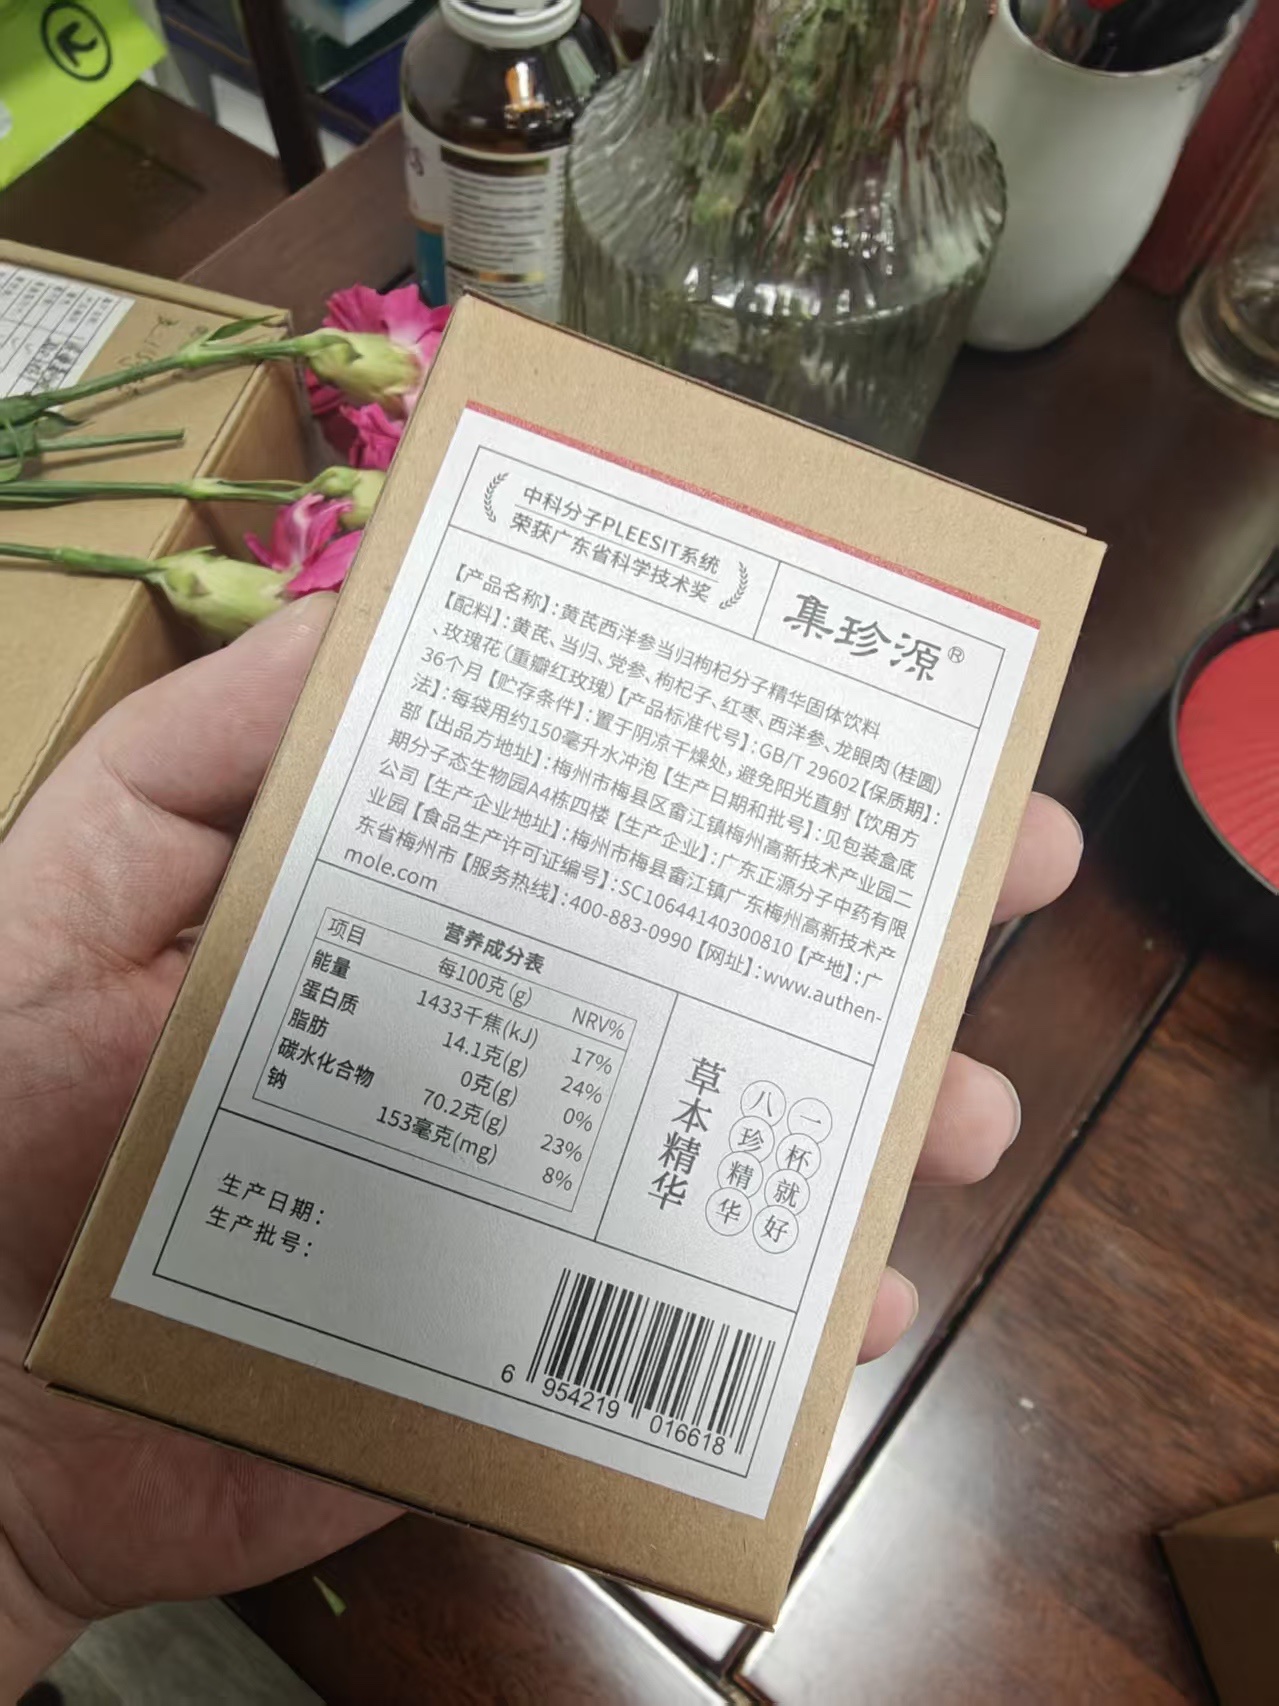 中科分子PLEESIT系统
荣获广东省科学技术奖
集珍源®
【产品名称】：黄芪西洋参当归枸杞分子精华固体饮料
【配料】：黄芪、当归、党参、枸杞子、红枣、西洋参、龙眼肉（桂圆）
、玫瑰花（重瓣红玫瑰）【产品标准代号】：GB/T 29602【保质期】：
36个月【贮存条件】：置于阴凉干燥处，避免阳光直射【饮用方
法】：每袋用约150毫升水冲泡【生产日期和批号】：见包装盒底
部【出品方地址】：梅州市梅县区畲江镇梅州高新技术产业园二
期分子态生物园A4栋四楼【生产企业】：广东正源分子中药有限
公司【生产企业地址】：梅州市梅县畲江镇广东梅州高新技术产
业园【食品生产许可证编号】：SC10644140300810【产地】：广
东省梅州市【服务热线】：400-883-0990【网址】：www.authen-
mole.com
营养成分表
项目 每100克(g) NRV%
能量 1433千焦(kJ) 17%
蛋白质 14.1克(g) 24%
脂肪 0克(g) 0%
碳水化合物 70.2克(g) 23%
钠 153毫克(mg) 8%
草本精华
一杯就好
八珍精华
生产日期：
生产批号：
6 954219 016618